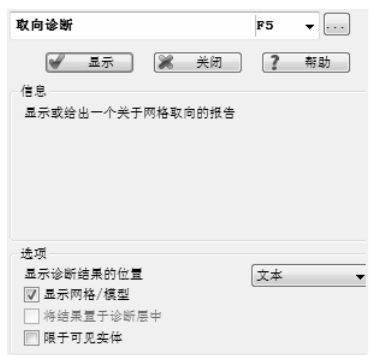 取向诊断 F5 ...
显示 关闭 ? 帮助
信息
显示或给出一个关于网格取向的报告
选项
显示诊断结果的位置 文本
显示网格/模型
将结果置于诊断层中
限于可见实体